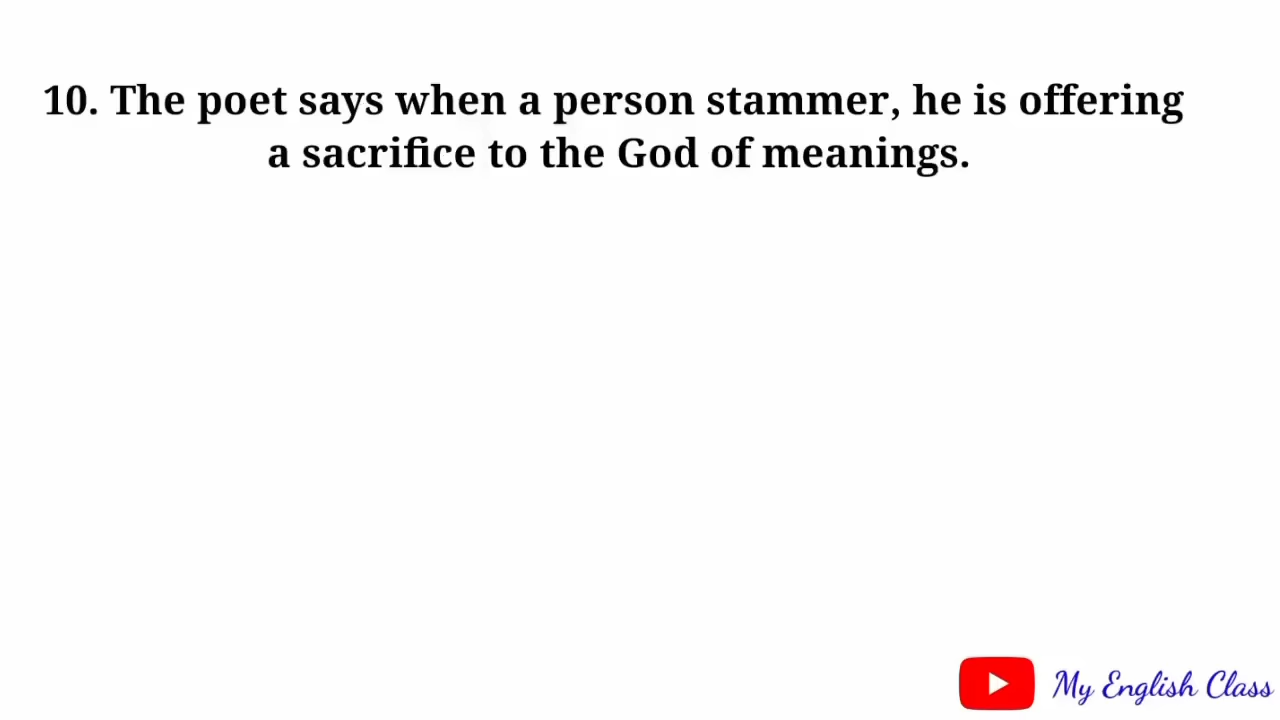 10. The poet says when a person stammer, he is offering
a sacrifice to the God of meanings.
My English Class